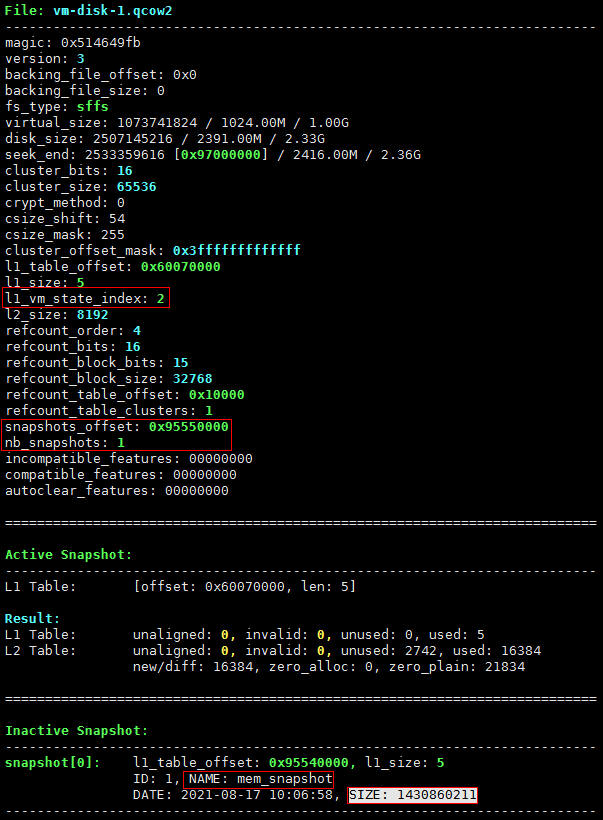 File: vm-disk-1.qcow2
--------------------------------------------------------------------------
magic: 0x514649fb
version: 3
backing_file_offset: 0x0
backing_file_size: 0
fs_type: sffs
virtual_size: 1073741824 / 1024.00M / 1.00G
disk_size: 2507145216 / 2391.00M / 2.33G
seek_end: 2533359616 [0x97000000] / 2416.00M / 2.36G
cluster_bits: 16
cluster_size: 65536
crypt_method: 0
csize_shift: 54
csize_mask: 255
cluster_offset_mask: 0x3fffffffffffff
l1_table_offset: 0x60070000
l1_size: 5
l1_vm_state_index: 2
l2_size: 8192
refcount_order: 4
refcount_bits: 16
refcount_block_bits: 15
refcount_block_size: 32768
refcount_table_offset: 0x10000
refcount_table_clusters: 1
snapshots_offset: 0x95550000
nb_snapshots: 1
incompatible_features: 00000000
compatible_features: 00000000
autoclear_features: 00000000
==========================================================================
Active Snapshot:
--------------------------------------------------------------------------
L1 Table: [offset: 0x60070000, len: 5]
Result:
L1 Table: unaligned: 0, invalid: 0, unused: 0, used: 5
L2 Table: unaligned: 0, invalid: 0, unused: 2742, used: 16384
new/diff: 16384, zero_alloc: 0, zero_plain: 21834
==========================================================================
Inactive Snapshot:
--------------------------------------------------------------------------
snapshot[0]: l1_table_offset: 0x95540000, l1_size: 5
ID: 1, NAME: mem_snapshot
DATE: 2021-08-17 10:06:58, SIZE: 1430860211
--------------------------------------------------------------------------